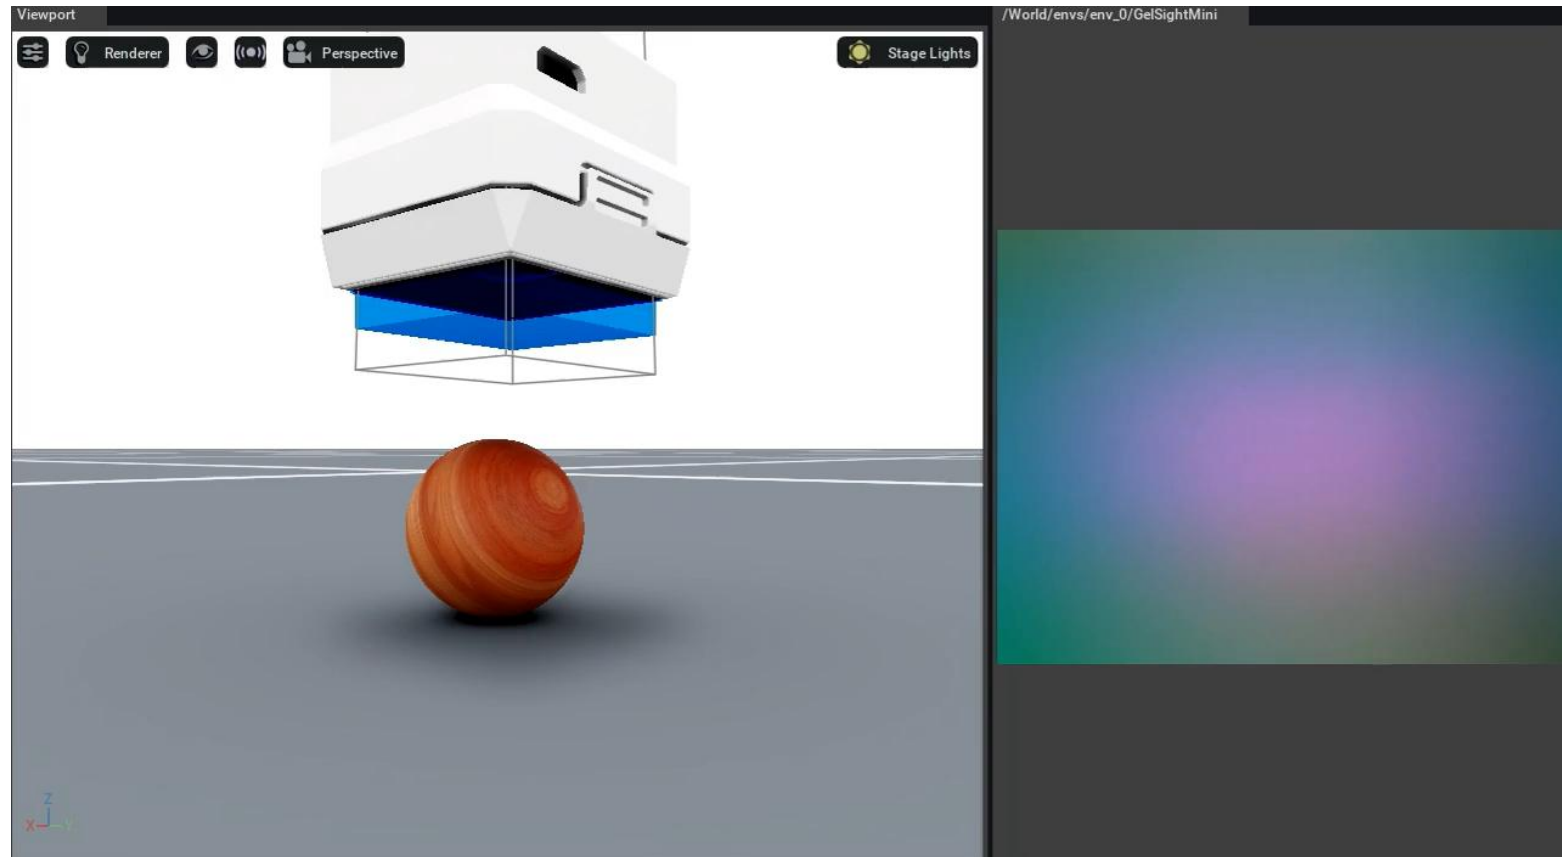 Viewport
/World/envs/env_0/GelSightMini
Renderer
Perspective
Stage Lights
Z
X
Y